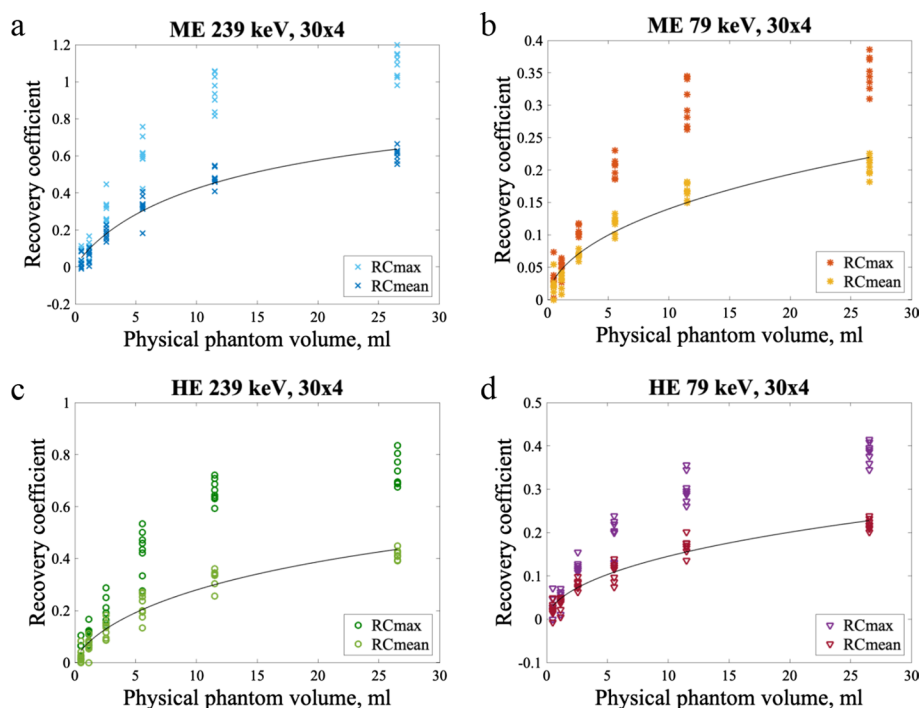 a
ME 239 keV, 30x4
1.2
1
0.8
0.6
0.4
0.2
0
-0.2
0
5
10
15
20
25
30
Recovery coefficient
Physical phantom volume, ml
RCmax
RCmean
b
ME 79 keV, 30x4
0.4
0.35
0.3
0.25
0.2
0.15
0.1
0.05
0
0
5
10
15
20
25
30
Recovery coefficient
Physical phantom volume, ml
RCmax
RCmean
c
HE 239 keV, 30x4
1
0.8
0.6
0.4
0.2
0
0
5
10
15
20
25
30
Recovery coefficient
Physical phantom volume, ml
RCmax
RCmean
d
HE 79 keV, 30x4
0.5
0.4
0.3
0.2
0.1
0
-0.1
0
5
10
15
20
25
30
Recovery coefficient
Physical phantom volume, ml
RCmax
RCmean